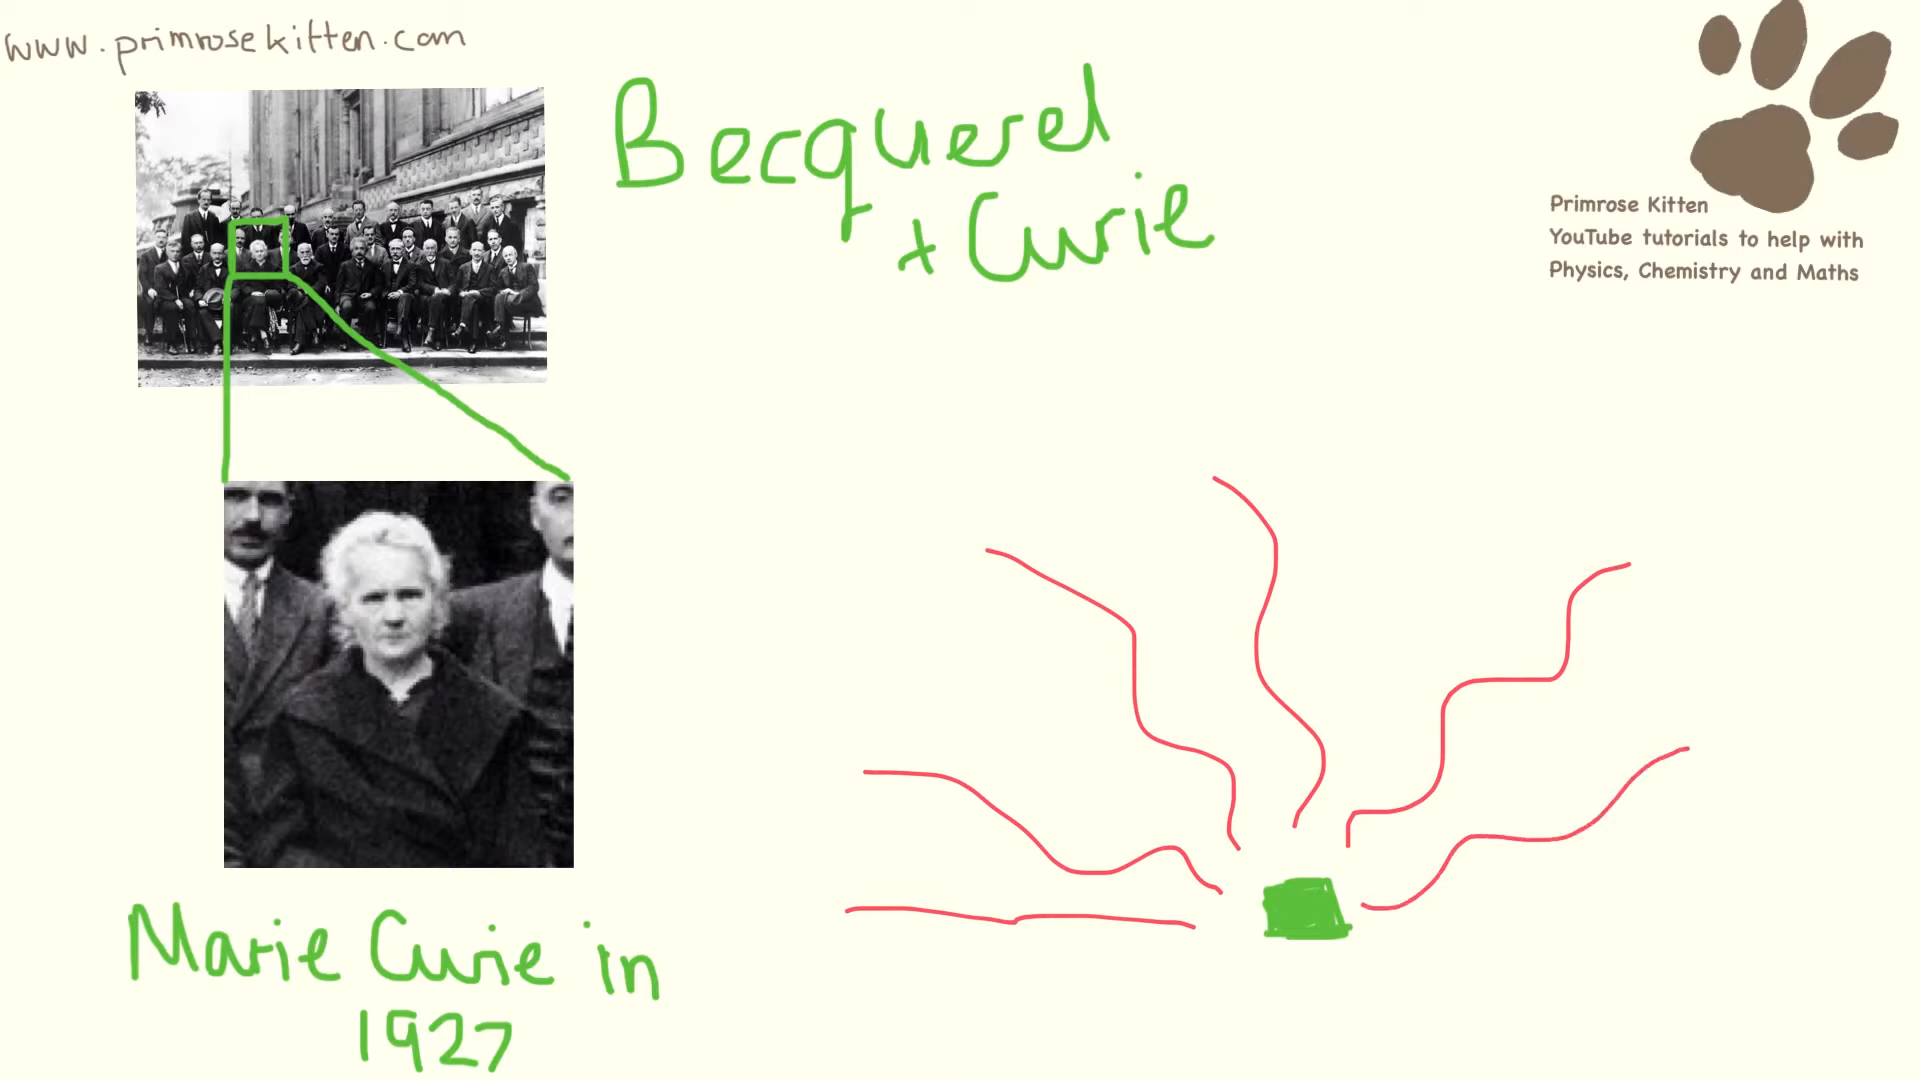 www.primrosekitten.com
Becquerel
+ Curie
Primrose Kitten
YouTube tutorials to help with
Physics, Chemistry and Maths
Marie Curie in
1927